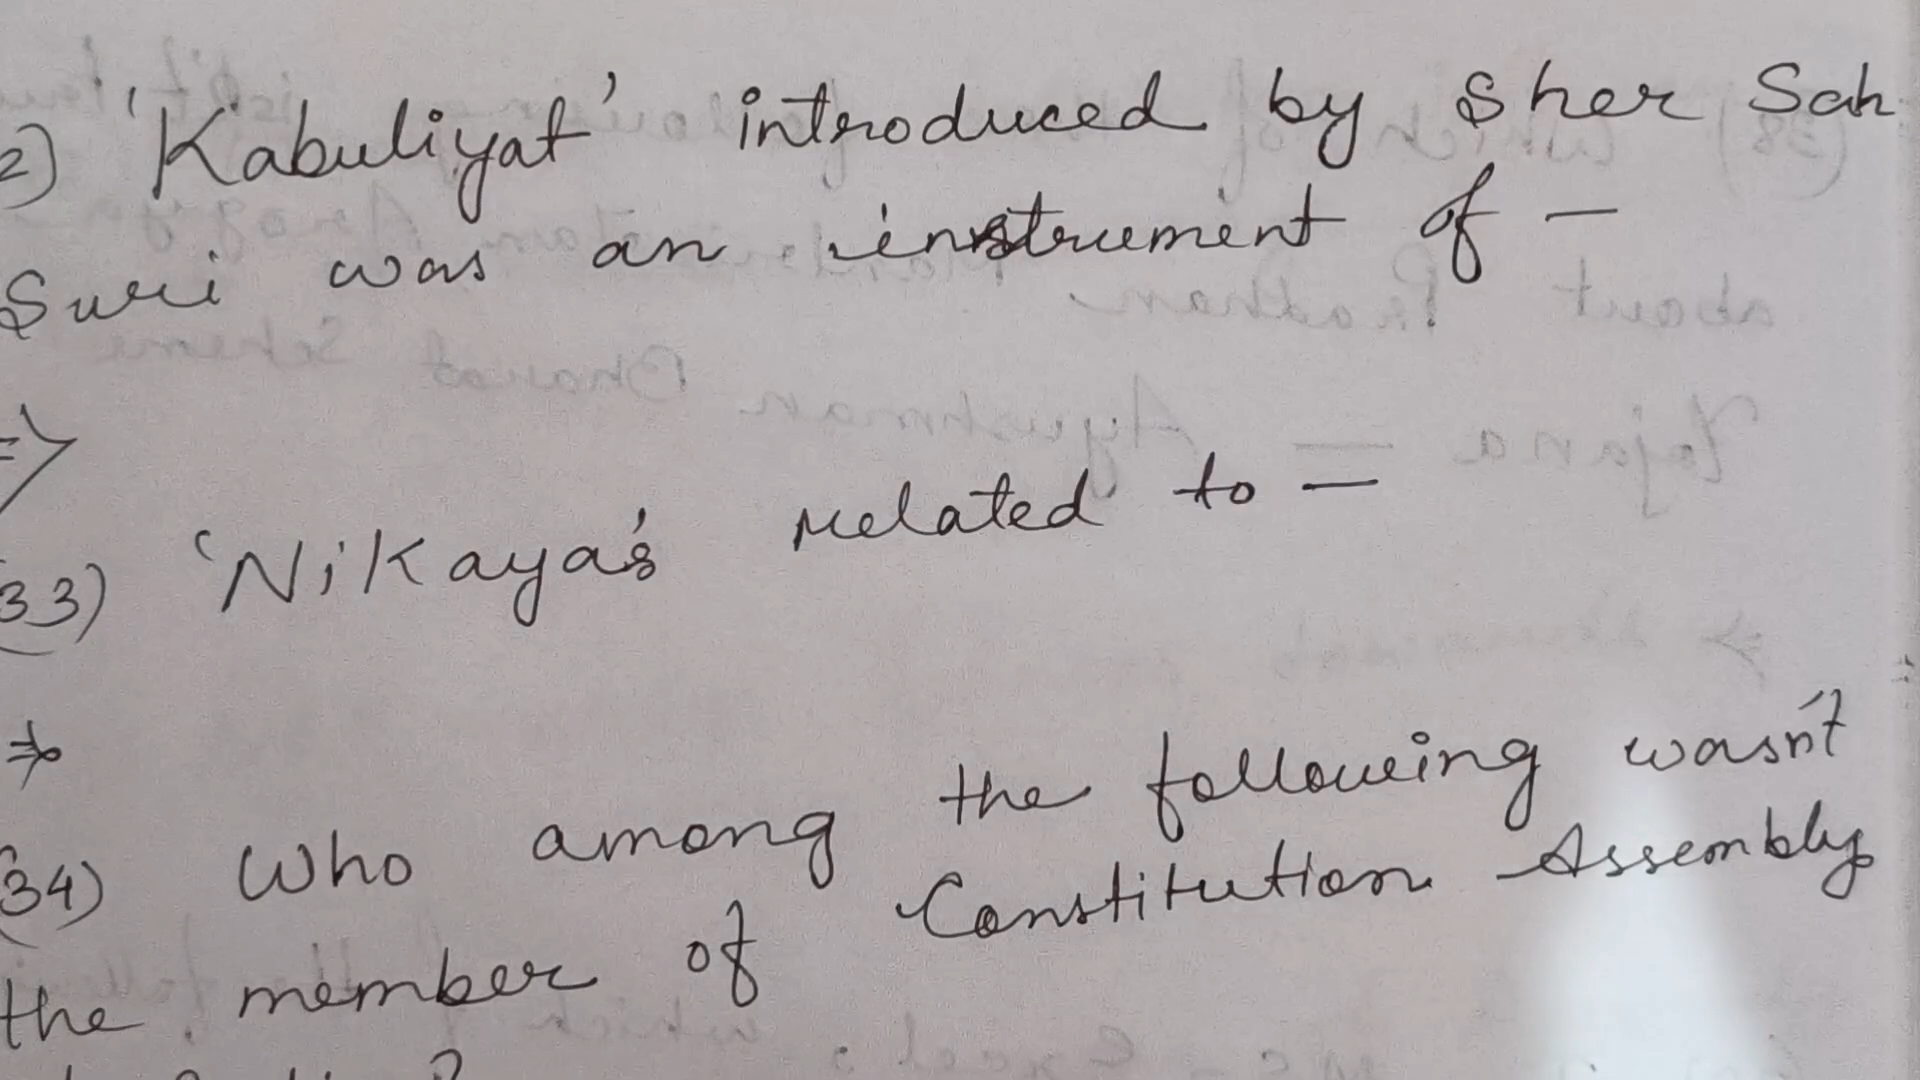 2) 'Kabuliyat' introduced by Sher Sah
Suri was an instrument of —
=>
33) 'Nikaya's related to —
=>
(34) Who among the following wasn't
the member of Constitution Assembly